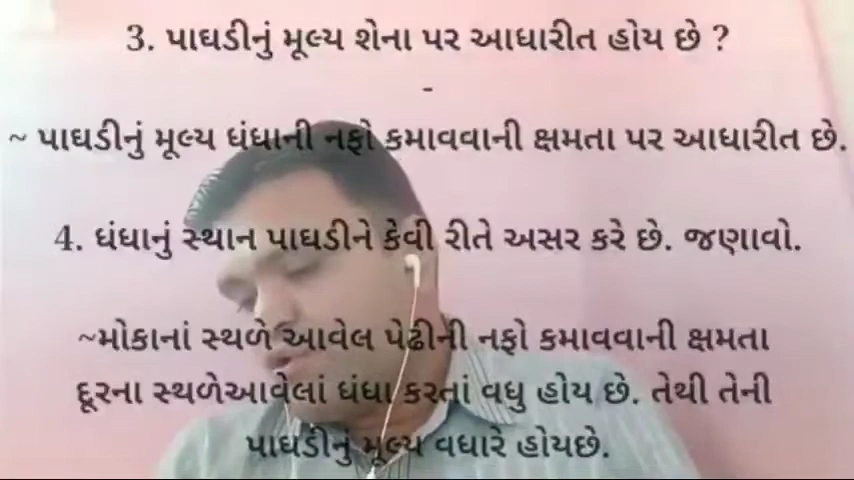 3. પાઘડીનું મૂલ્ય શેના પર આધારીત હોય છે ?
-
~ પાઘડીનું મૂલ્ય ધંધાની નફો કમાવવાની ક્ષમતા પર આધારીત છે.
4. ધંધાનું સ્થાન પાઘડીને કેવી રીતે અસર કરે છે. જણાવો.
~મોકાનાં સ્થળે આવેલ પેઢીની નફો કમાવવાની ક્ષમતા
દૂરના સ્થળેઆવેલાં ધંધા કરતાં વધુ હોય છે. તેથી તેની
પાઘડીનું મૂલ્ય વધારે હોયછે.